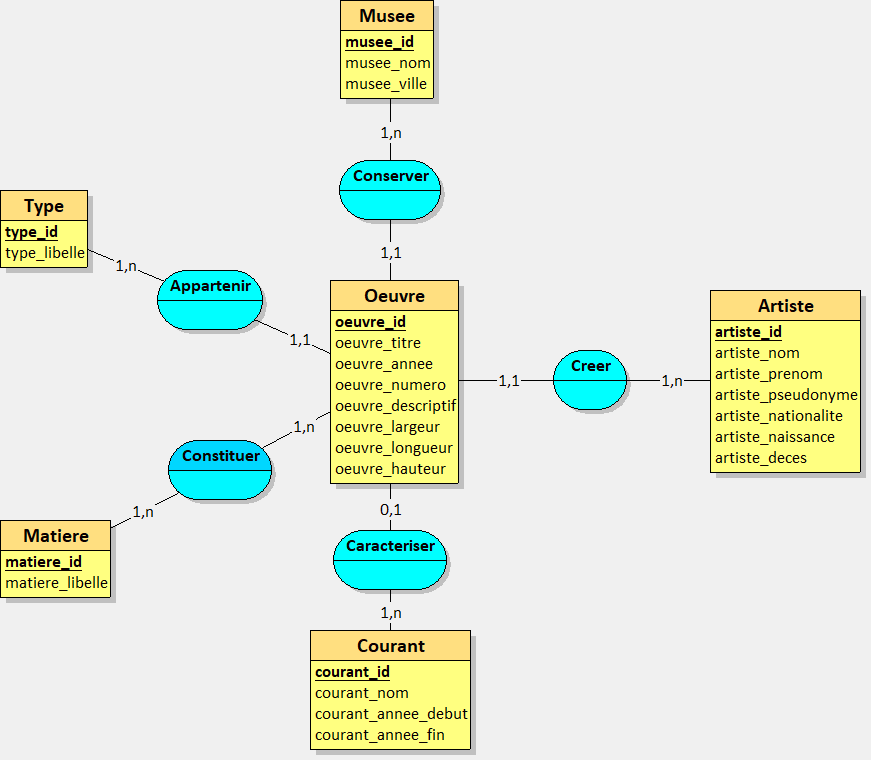 Musee
musee_id
musee_nom
musee_ville
1,n
Conserver
1,1
Type
type_id
type_libelle
1,n
Appartenir
1,1
Oeuvre
oeuvre_id
oeuvre_titre
oeuvre_annee
oeuvre_numero
oeuvre_descriptif
oeuvre_largeur
oeuvre_longueur
oeuvre_hauteur
1,1
Creer
1,n
Artiste
artiste_id
artiste_nom
artiste_prenom
artiste_pseudonyme
artiste_nationalite
artiste_naissance
artiste_deces
1,n
Constituer
1,n
Matiere
matiere_id
matiere_libelle
0,1
Caracteriser
1,n
Courant
courant_id
courant_nom
courant_annee_debut
courant_annee_fin